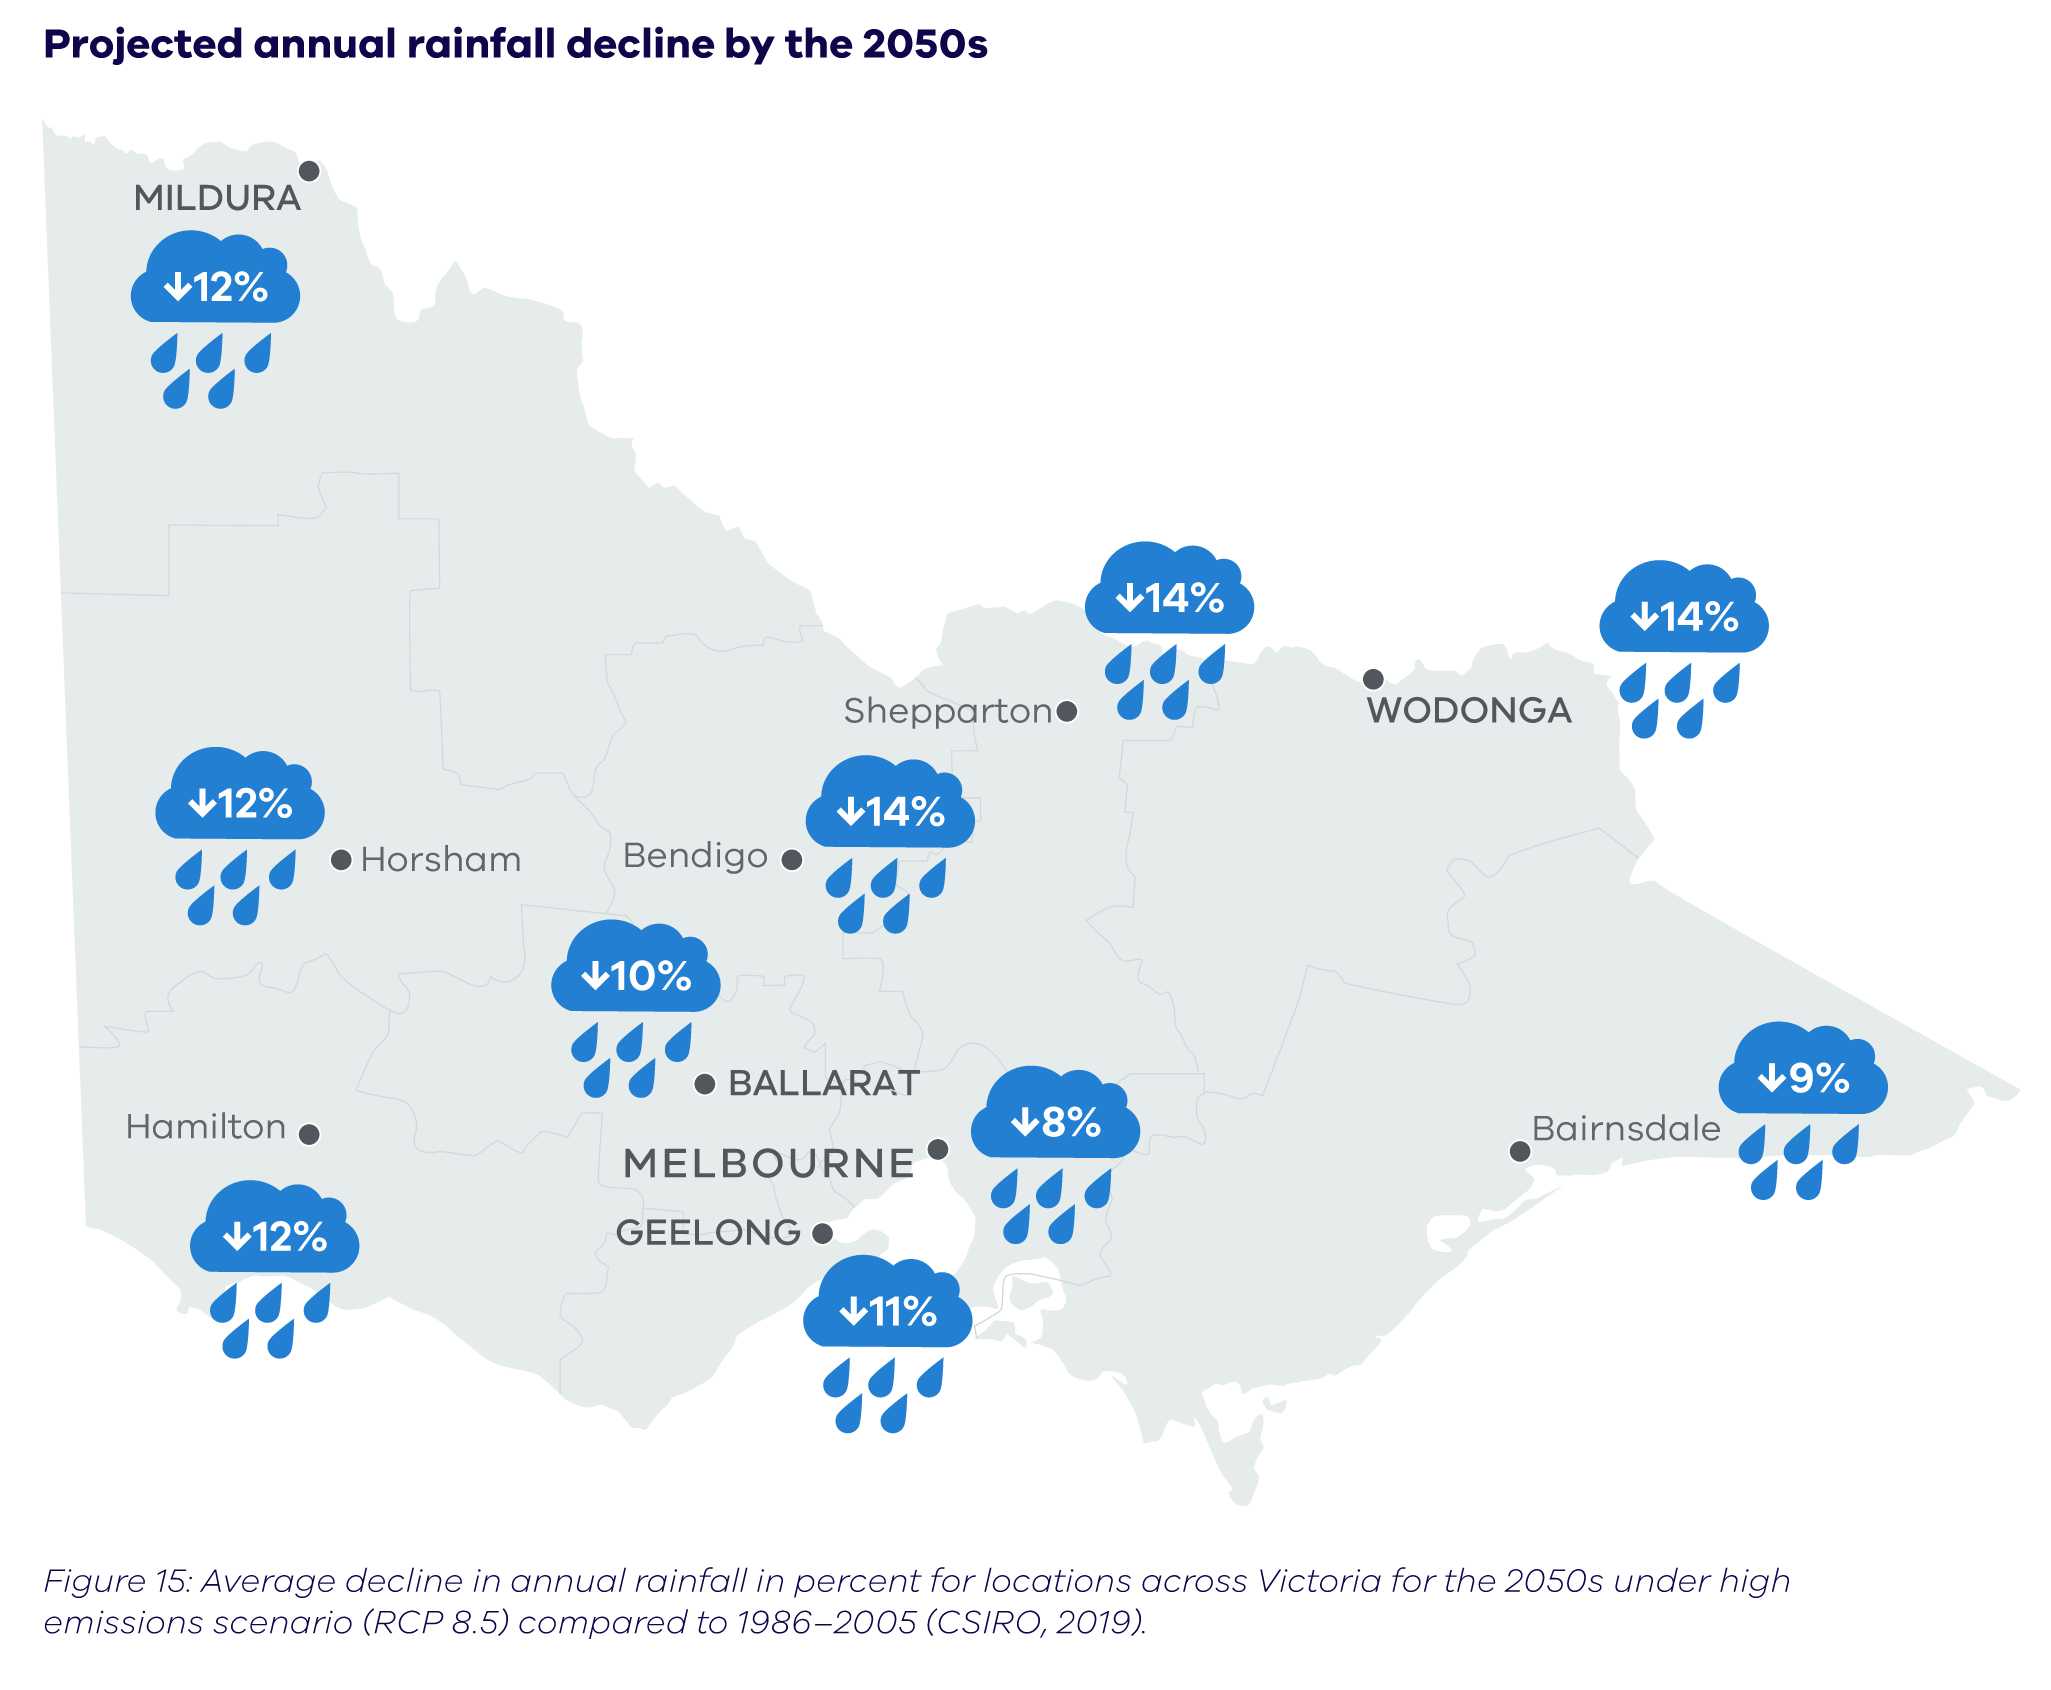 Projected annual rainfall decline by the 2050s
MILDURA
↓12%
↓14%
↓14%
Shepparton
WODONGA
↓12%
Horsham
Bendigo
↓14%
↓10%
BALLARAT
Hamilton
↓12%
MELBOURNE
↓8%
GEELONG
↓11%
Bairnsdale
↓9%
Figure 15: Average decline in annual rainfall in percent for locations across Victoria for the 2050s under high
emissions scenario (RCP 8.5) compared to 1986–2005 (CSIRO, 2019).